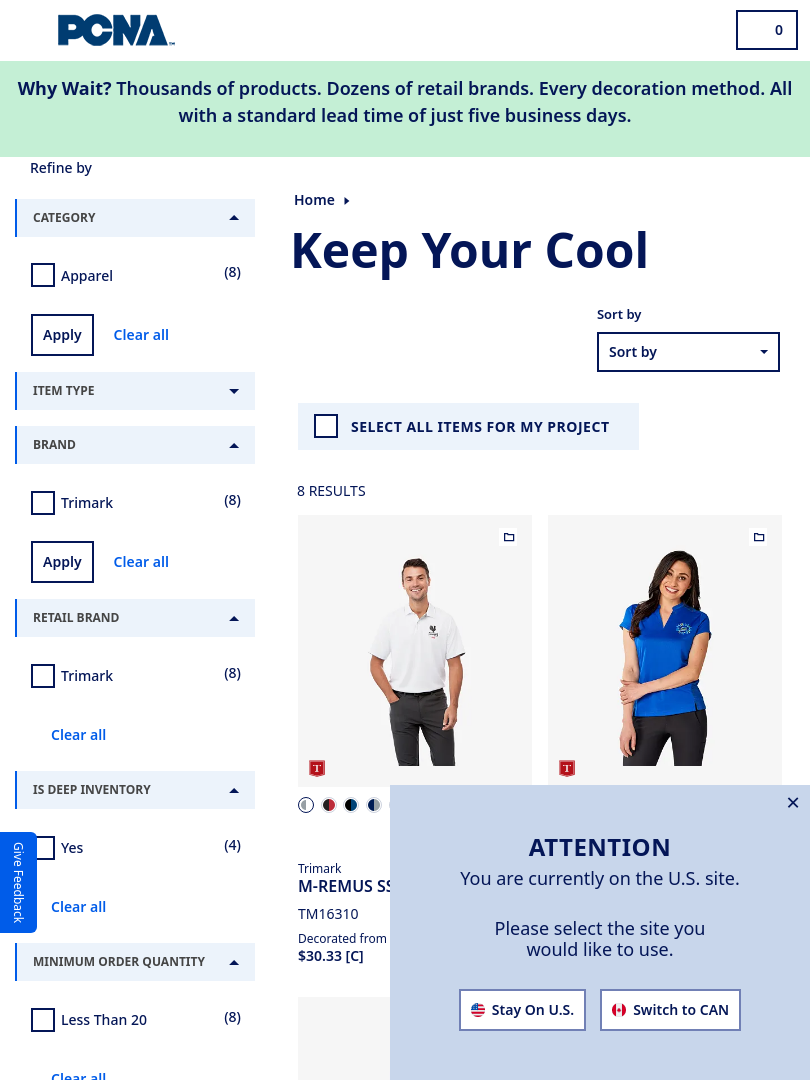 PCNA
0
Why Wait? Thousands of products. Dozens of retail brands. Every decoration method. All
with a standard lead time of just five business days.
Refine by
CATEGORY
Apparel (8)
Apply Clear all
ITEM TYPE
BRAND
Trimark (8)
Apply Clear all
RETAIL BRAND
Trimark (8)
Clear all
IS DEEP INVENTORY
Yes (4)
Give Feedback
Clear all
MINIMUM ORDER QUANTITY
Less Than 20 (8)
Clear all
Home
Keep Your Cool
Sort by
Sort by
SELECT ALL ITEMS FOR MY PROJECT
8 RESULTS
T
T
Trimark
M-REMUS SS
TM16310
Decorated from
$30.33 [C]
ATTENTION
You are currently on the U.S. site.
Please select the site you
would like to use.
Stay On U.S.
Switch to CAN